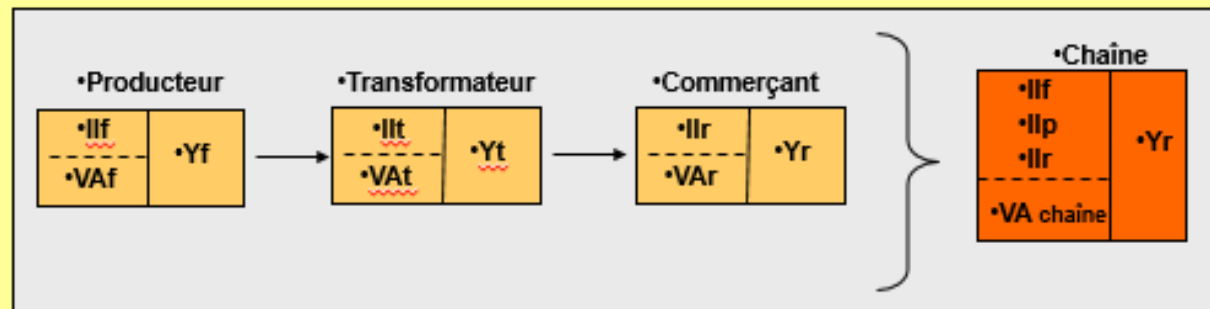 •Producteur
•IIf
•VAf
•Yf
•Transformateur
•IIt
•VAt
•Yt
•Commerçant
•IIr
•VAr
•Yr
•Chaîne
•IIf
•IIp
•IIr
•VA chaîne
•Yr